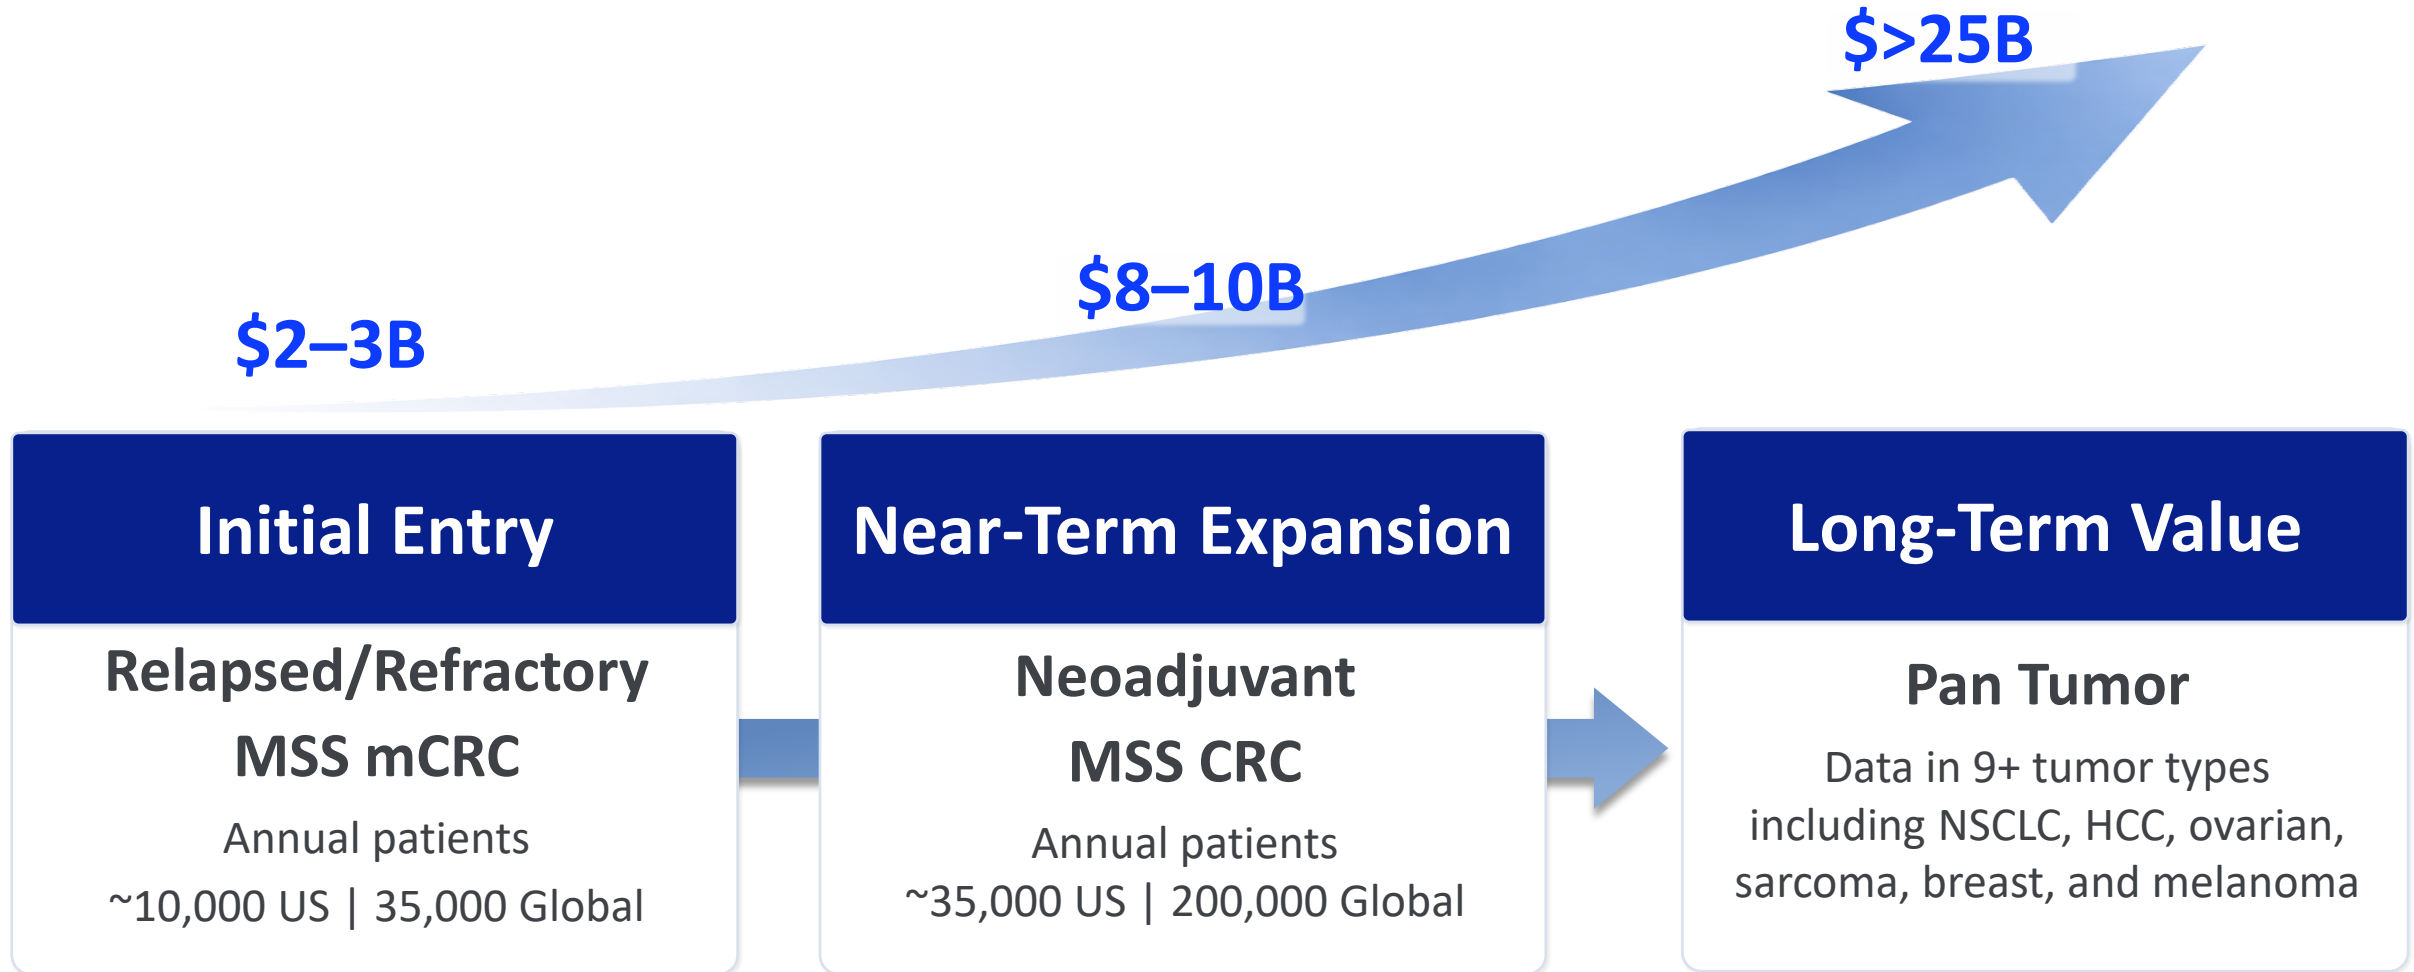 $>25B
$8–10B
$2–3B
Initial Entry
Relapsed/Refractory
MSS mCRC
Annual patients
~10,000 US | 35,000 Global
Near-Term Expansion
Neoadjuvant
MSS CRC
Annual patients
~35,000 US | 200,000 Global
Long-Term Value
Pan Tumor
Data in 9+ tumor types
including NSCLC, HCC, ovarian,
sarcoma, breast, and melanoma